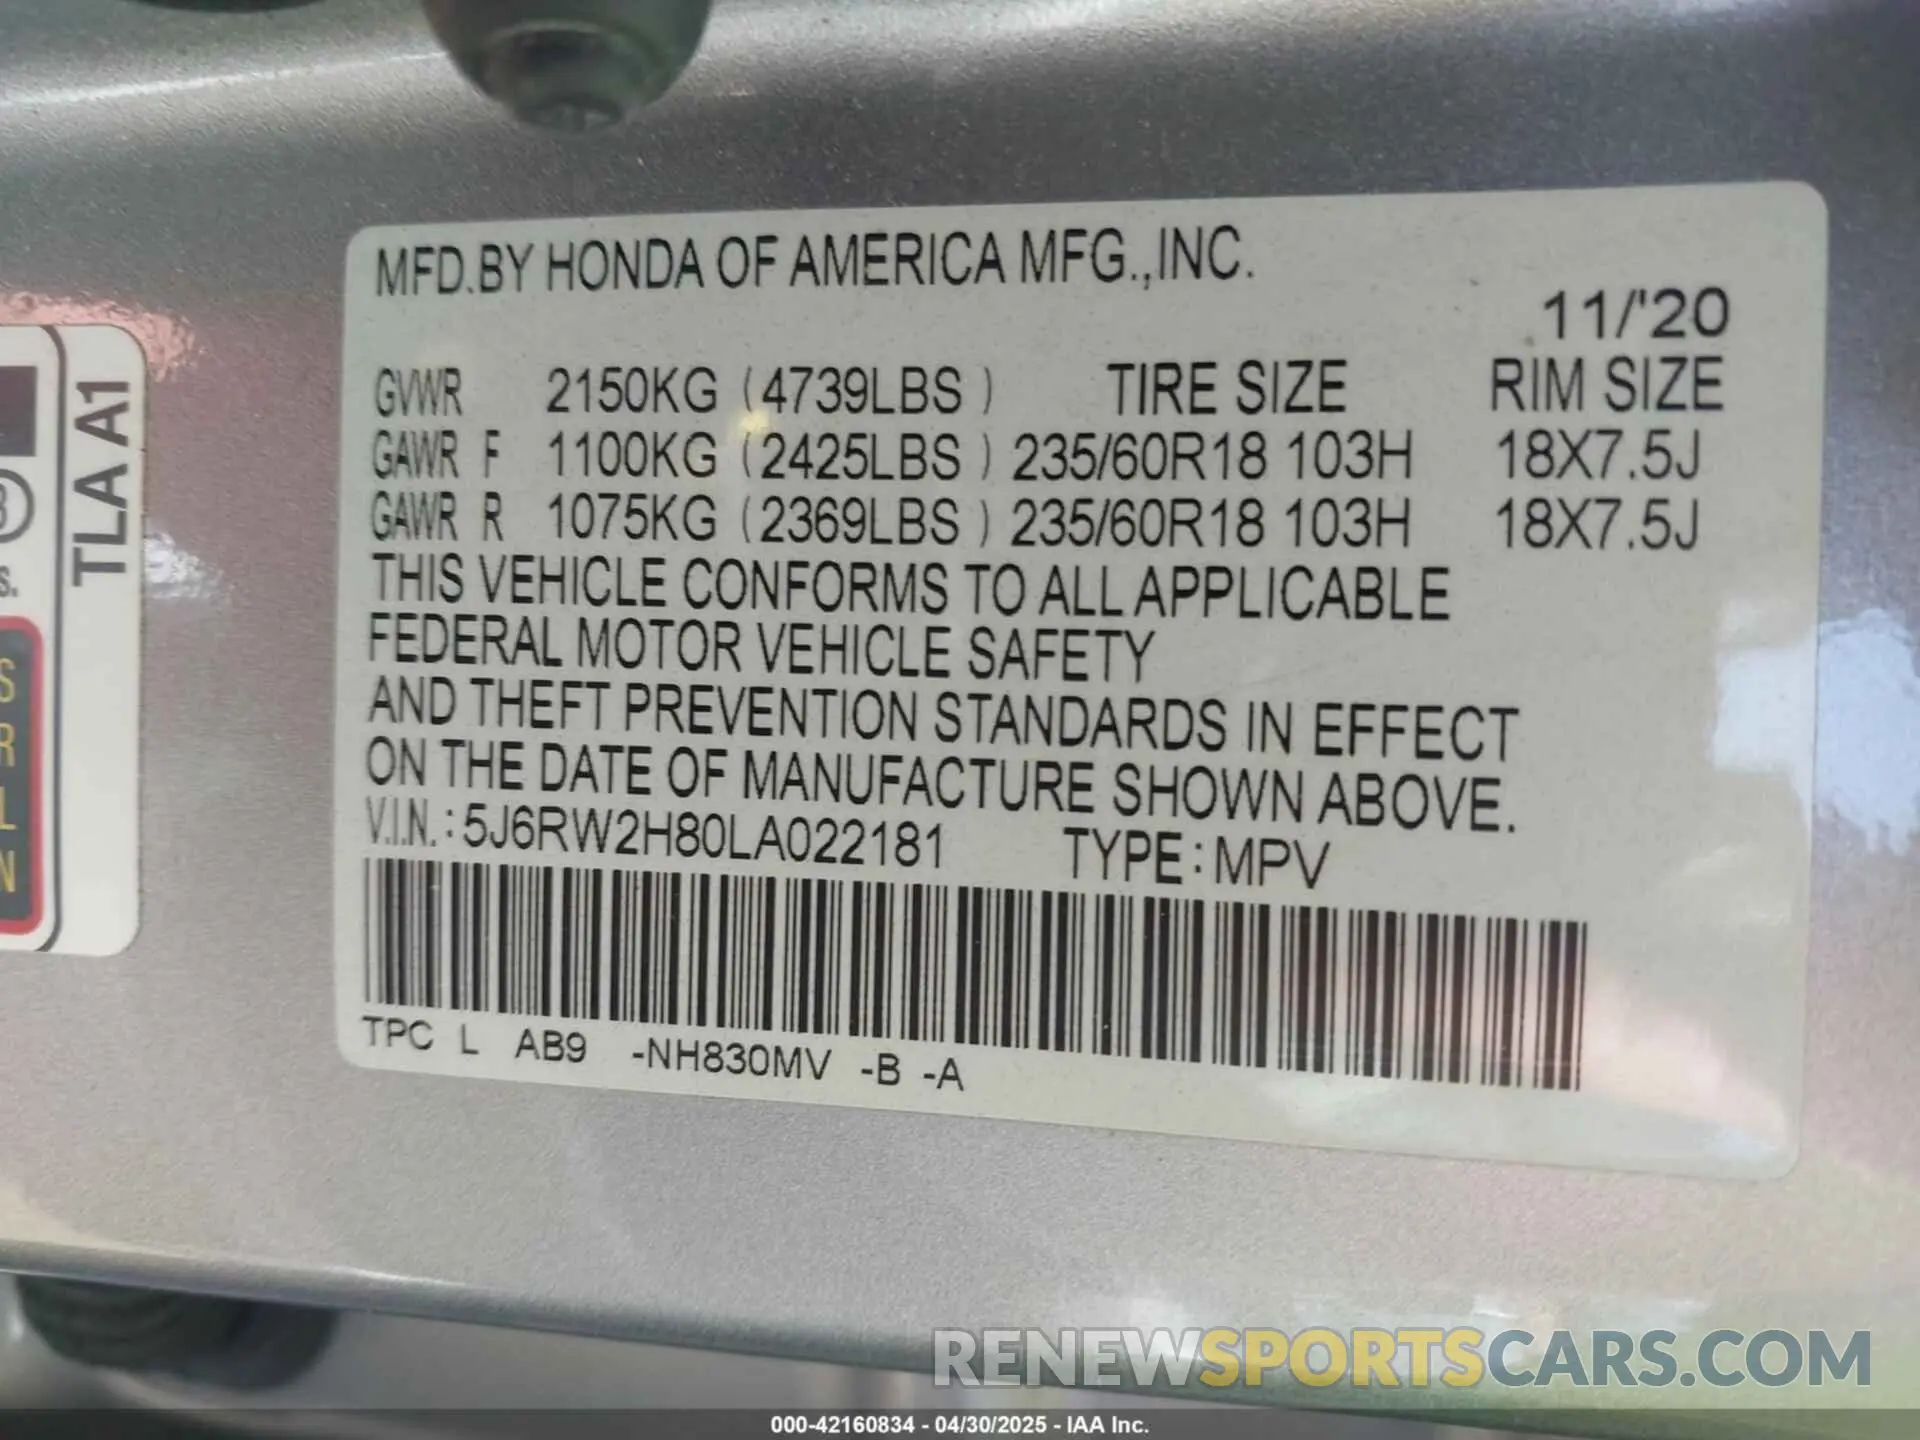 MFD.BY HONDA OF AMERICA MFG.,INC.
11/'20
GVWR 2150KG (4739LBS) TIRE SIZE RIM SIZE
GAWR F 1100KG (2425LBS) 235/60R18 103H 18X7.5J
GAWR R 1075KG (2369LBS) 235/60R18 103H 18X7.5J
THIS VEHICLE CONFORMS TO ALL APPLICABLE
FEDERAL MOTOR VEHICLE SAFETY
AND THEFT PREVENTION STANDARDS IN EFFECT
ON THE DATE OF MANUFACTURE SHOWN ABOVE.
V.I.N.: 5J6RW2H80LA022181 TYPE: MPV
TPC L AB9 -NH830MV -B -A
TLA A1
S
R
L
N
s.
RENEWSPORTSCARS.COM
000-42160834 - 04/30/2025 - IAA Inc.